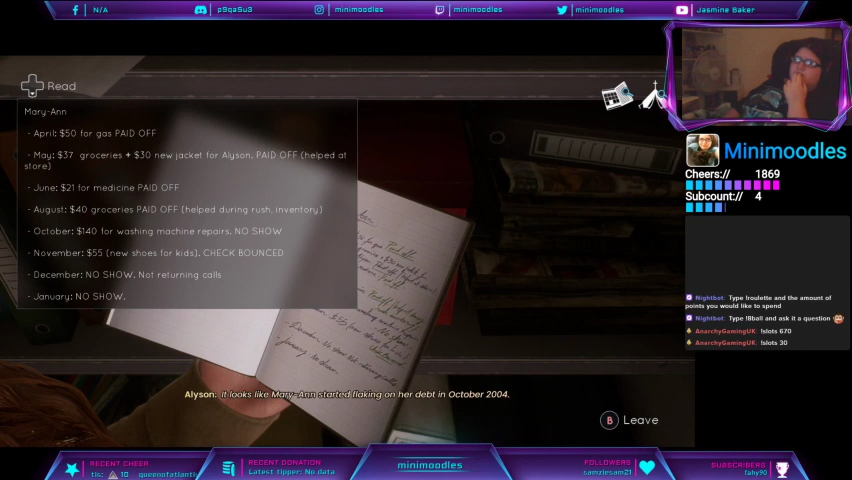 N/A
p9qa5u3
minimoodles
minimoodles
minimoodles
Jasmine Baker
Read
Mary-Ann
- April: $50 for gas PAID OFF
- May: $37 groceries + $30 new jacket for Alyson. PAID OFF (helped at
store)
- June: $21 for medicine PAID OFF
- August: $40 groceries PAID OFF (helped during rush, inventory)
- October: $140 for washing machine repairs. NO SHOW
- November: $55 (new shoes for kids). CHECK BOUNCED
- December: NO SHOW. Not returning calls
- January: NO SHOW.
Alyson: It looks like Mary-Ann started flaking on her debt in October 2004.
B Leave
Minimoodles
Cheers:// 1869
Subcount:// 4
Nightbot: Type !roulette and the amount of
points you would like to spend
Nightbot: Type !8ball and ask it a question
AnarchyGamingUK: !slots 670
AnarchyGamingUK: !slots 30
RECENT CHEER
tis: 10 queenofatlanti
RECENT DONATION
Latest tipper: No data
minimoodles
FOLLOWERS
samziesam21
SUBSCRIBERS
fahy90